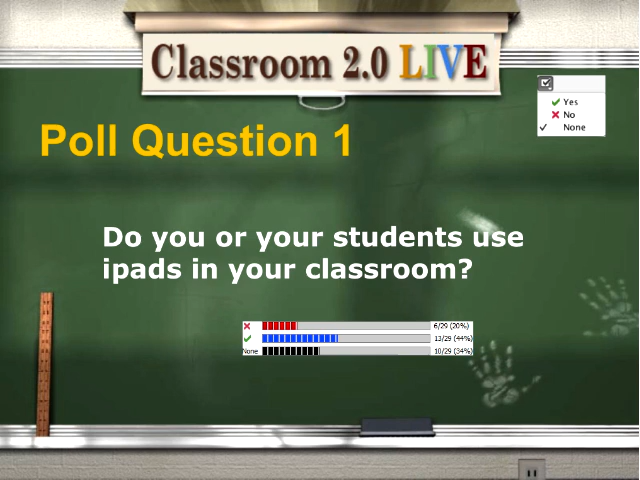 Classroom 2.0 LIVE
Yes
No
None
Poll Question 1
Do you or your students use
ipads in your classroom?
6/29 (20%)
13/29 (44%)
None 10/29 (34%)